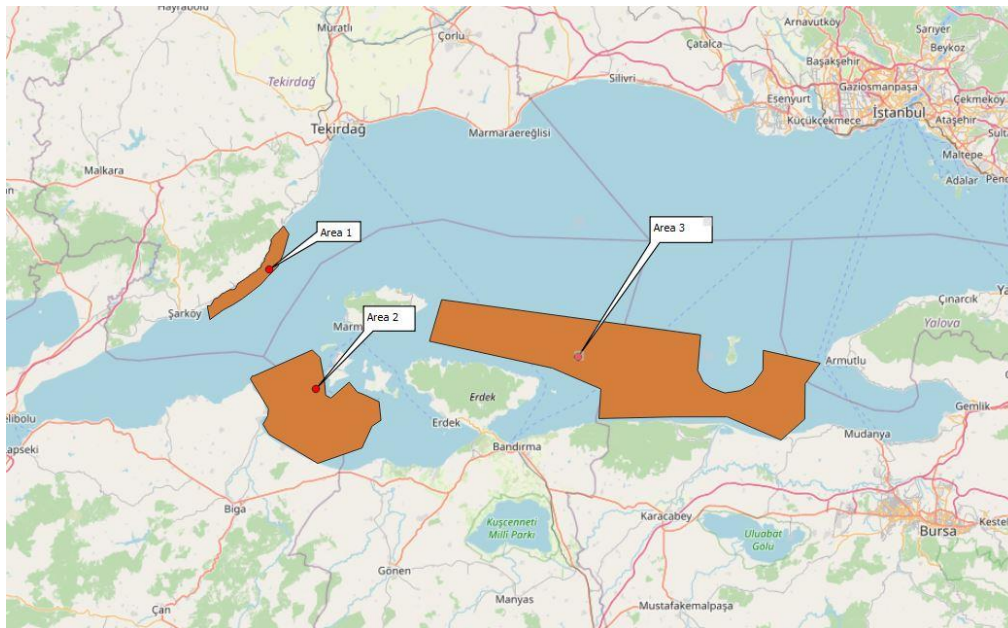 Hayrabolu
Muratlı
Çorlu
Çatalca
Arnavutköy
Sarıyer
Başakşehir
Beykoz
Tekirdağ
Silivri
Esenyurt
Gaziosmanpaşa
Çekmeköy
Küçükçekmece
İstanbul
Ataşehir
Tekirdağ
Marmaraereğlisi
Maltepe
Malkara
Adalar
Area 1
Area 3
Çınarcık
Şarköy
Marm
Area 2
Yalova
Armutlu
Erdek
Gemlik
Erdek
Mudanya
elibolu
Bandırma
apseki
Biga
Karacabey
Kuşcenneti
Milli Parkı
Uluabat
Gölü
Bursa
Kestel
Gönen
Çan
Manyas
Mustafakemalpaşa